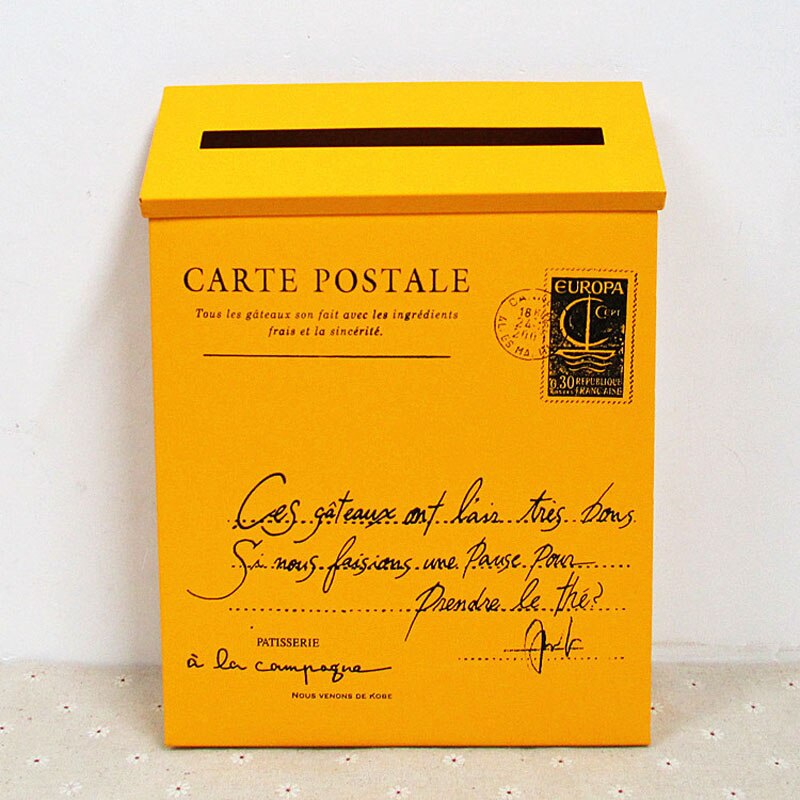 CARTE POSTALE
Tous les gâteaux son fait avec les ingrédients
frais et la sincérité.
EUROPA
CEPT
0.30 REPUBLIQUE
FRANÇAISE
Ces gâteaux ont l'air très bons
Si nous faisions une Pause Pour
Prendre le thé?
PATISSERIE
à la campagne
NOUS VENONS DE KOBE